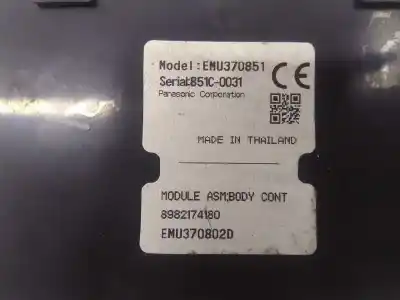 Model:EMU370851
Serial:851C-0031
Panasonic Corporation
CE
MADE IN THAILAND
MODULE ASM;BODY CONT
8982174180
EMU370802D